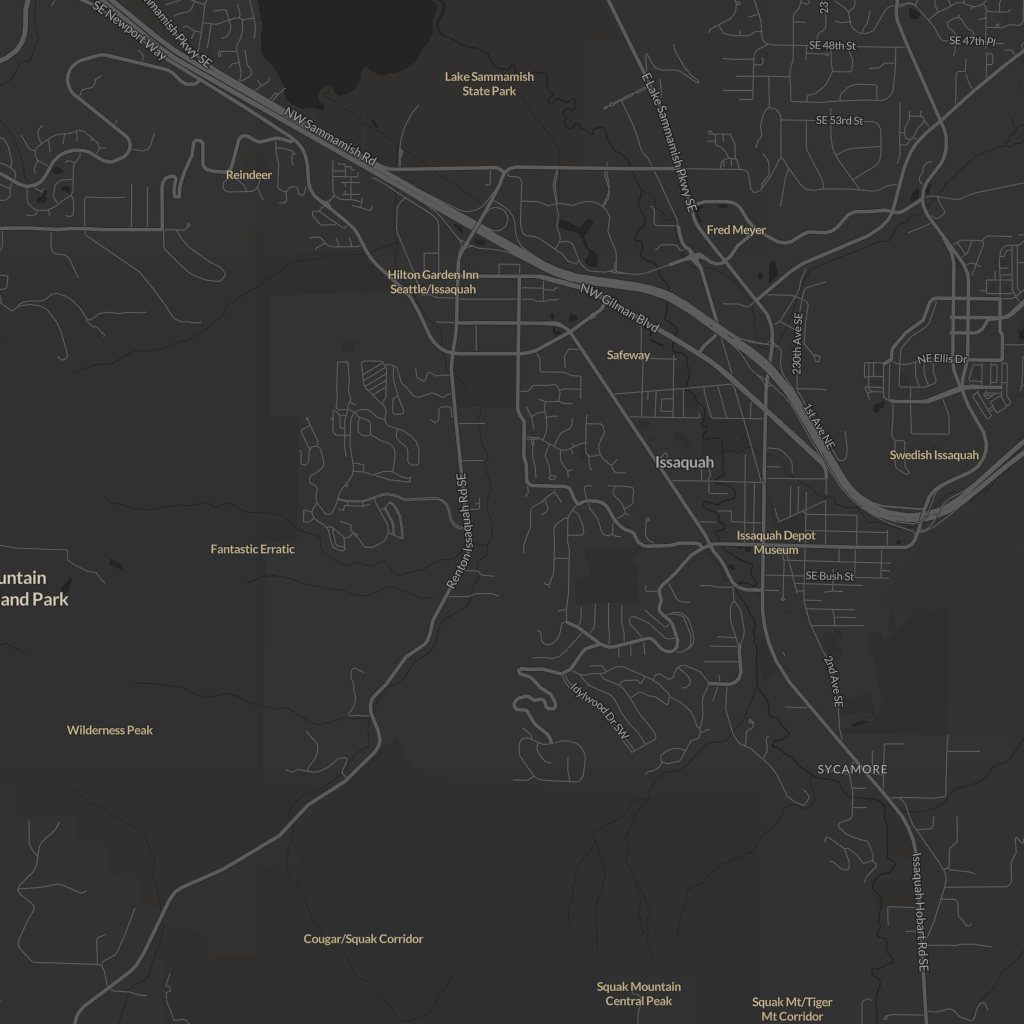 Sammamish Pkwy SE
SE Newport Way
23
SE 48th St
SE 47th Pl
Lake Sammamish
State Park
E Lake Sammamish Pkwy SE
NW Sammamish Rd
SE 53rd St
Reindeer
Fred Meyer
Hilton Garden Inn
Seattle/Issaquah
NW Gilman Blvd
230th Ave SE
Safeway
NE Ellis Dr
1st Ave NE
Issaquah
Swedish Issaquah
Renton Issaquah Rd SE
Issaquah Depot
Museum
Fantastic Erratic
SE Bush St
untain
and Park
2nd Ave SE
Idylwood Dr SW
Wilderness Peak
SYCAMORE
Issaquah Hobart Rd SE
Cougar/Squak Corridor
Squak Mountain
Central Peak
Squak Mt/Tiger
Mt Corridor